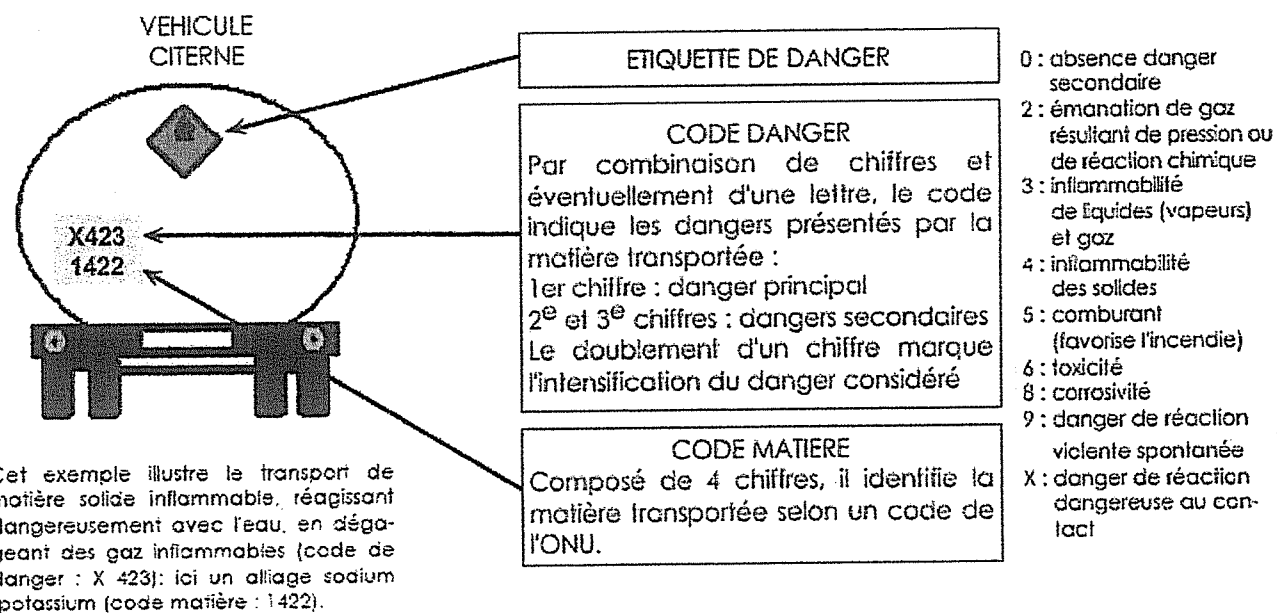 VEHICULE
CITERNE
X423
1422
ETIQUETTE DE DANGER
CODE DANGER
Par combinaison de chiffres et
éventuellement d'une lettre, le code
indique les dangers présentés par la
matière transportée :
1er chiffre : danger principal
2e et 3e chiffres : dangers secondaires
Le doublement d'un chiffre marque
l'intensification du danger considéré
CODE MATIERE
Composé de 4 chiffres, il identifie la
matière transportée selon un code de
l'ONU.
0 : absence danger
secondaire
2 : émanation de gaz
résultant de pression ou
de réaction chimique
3 : inflammabilité
de liquides (vapeurs)
et gaz
4 : inflammabilité
des solides
5 : comburant
(favorise l'incendie)
6 : toxicité
8 : corrosivité
9 : danger de réaction
violente spontanée
X : danger de réaction
dangereuse au con-
tact
Cet exemple illustre le transport de
matière solide inflammable, réagissant
dangereusement avec l'eau, en déga-
geant des gaz inflammables (code de
danger : X 423): ici un alliage sodium
potassium (code matière : 1422).